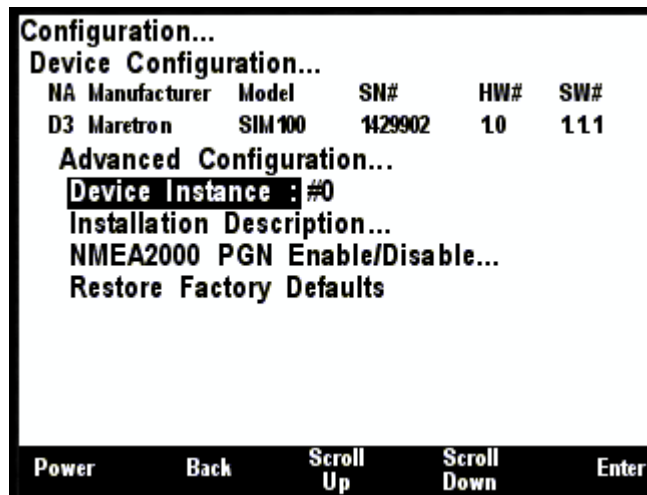 Configuration...
Device Configuration...
NA Manufacturer Model SN# HW# SW#
D3 Maretron SIM100 1429902 1.0 1.1.1
Advanced Configuration...
Device Instance : #0
Installation Description...
NMEA2000 PGN Enable/Disable...
Restore Factory Defaults
Power Back Scroll Up Scroll Down Enter